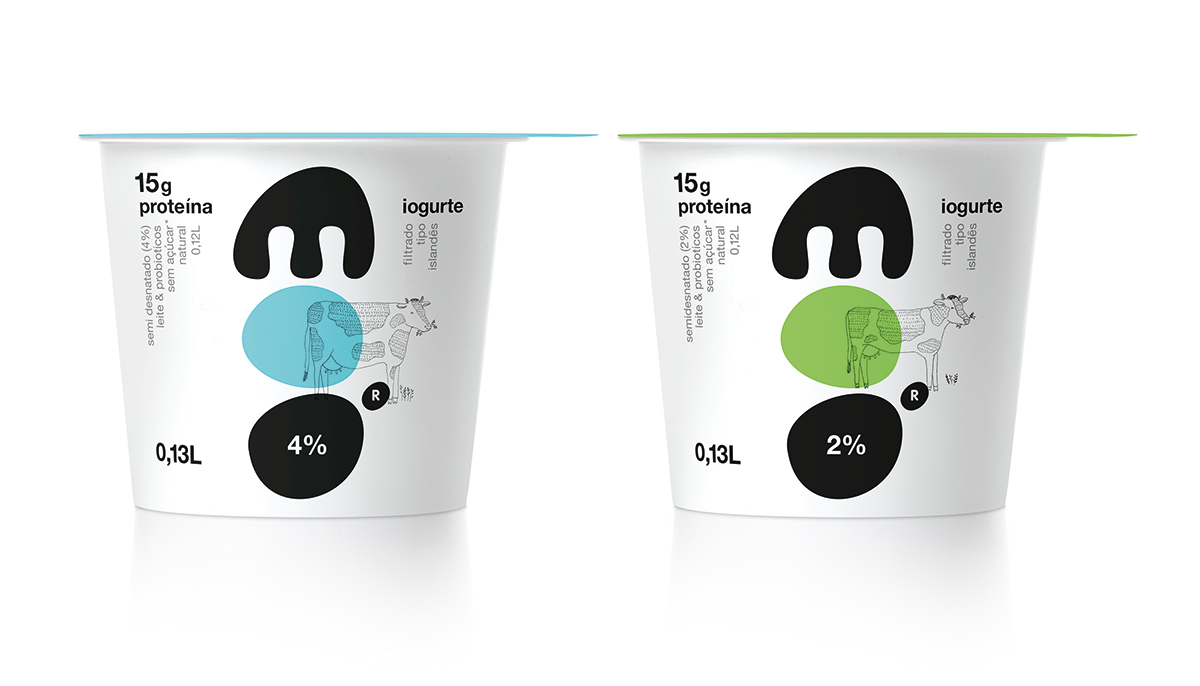 15g
proteína
semi desnatado (4%)
leite & probioticos
sem açúcar*
natural
0,12L
iogurte
filtrado
tipo
islandês
R
4%
0,13L
15g
proteína
semidesnatado (2%)
leite & probióticos
sem açúcar*
natural
0,12L
iogurte
filtrado
tipo
islandês
R
2%
0,13L